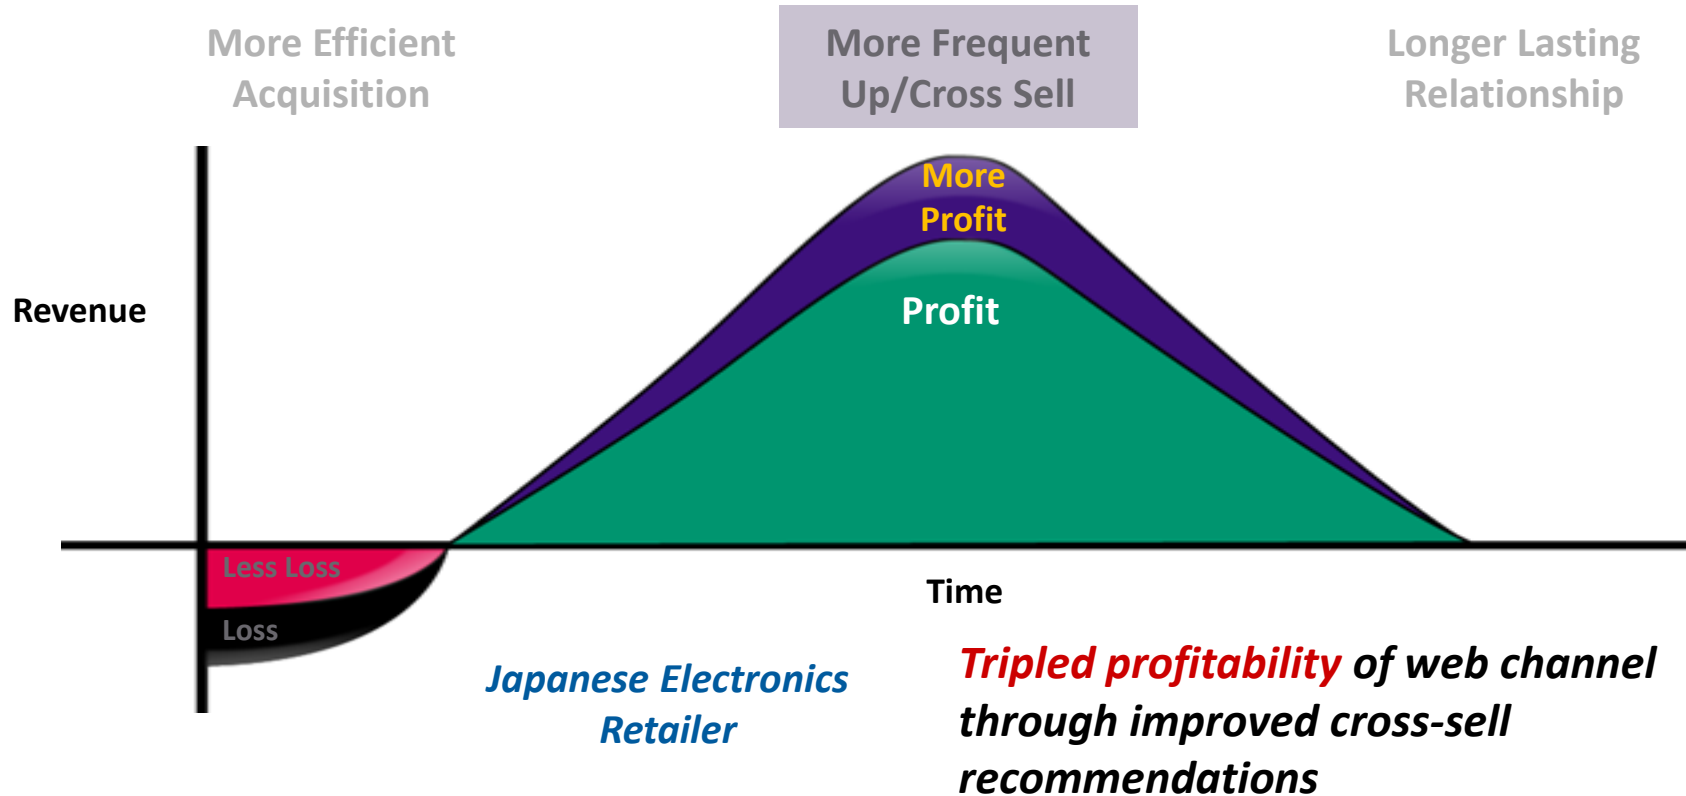 More Efficient
Acquisition
More Frequent
Up/Cross Sell
Longer Lasting
Relationship
More
Profit
Profit
Revenue
Less Loss
Loss
Time
Japanese Electronics
Retailer
Tripled profitability of web channel
through improved cross-sell
recommendations